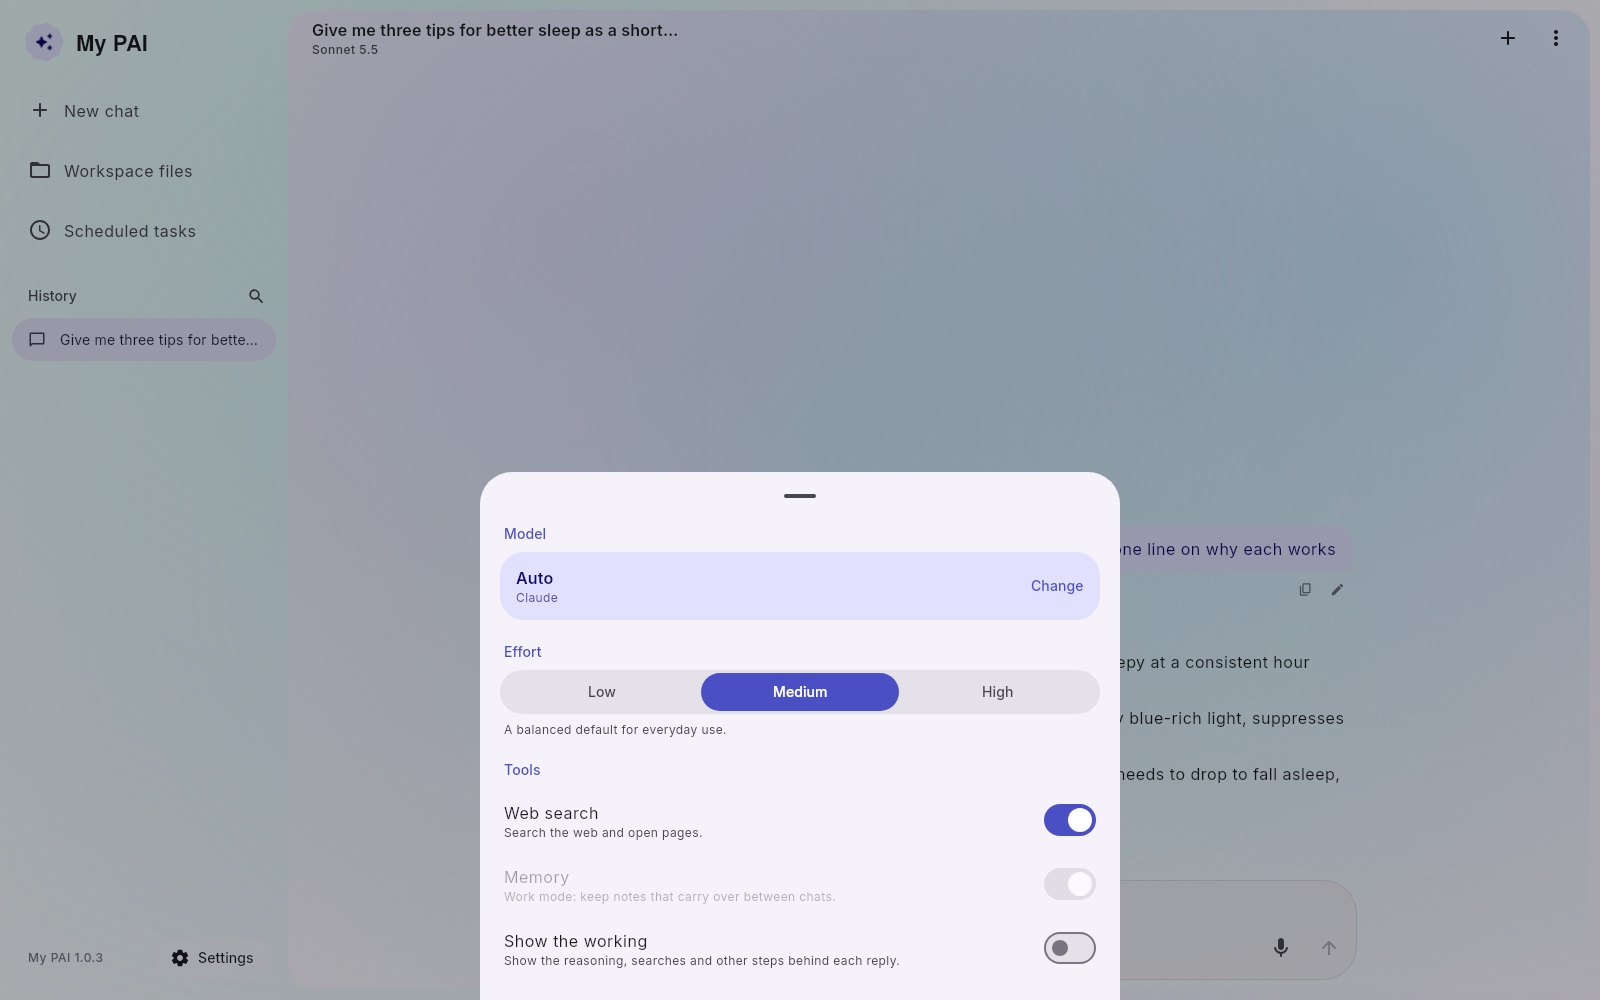 My PAI
New chat
Workspace files
Scheduled tasks
History
Give me three tips for bette...
My PAI 1.0.3
Settings
Give me three tips for better sleep as a short...
Sonnet 5.5
one line on why each works
at a consistent hour
blue-rich light, suppresses
needs to drop to fall asleep,
Model
Auto
Claude
Change
Effort
Low
Medium
High
A balanced default for everyday use.
Tools
Web search
Search the web and open pages.
Memory
Work mode: keep notes that carry over between chats.
Show the working
Show the reasoning, searches and other steps behind each reply.